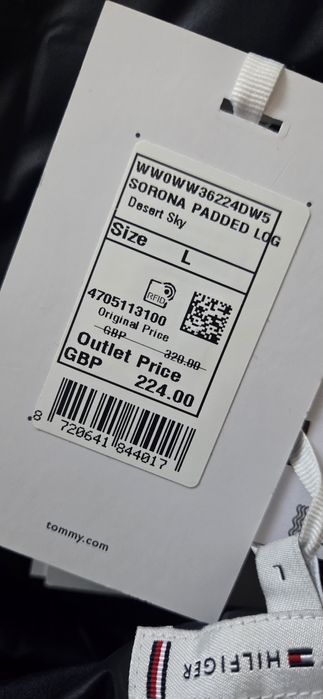 WW0WW36224DW5
SORONA PADDED LOG
Desert Sky
Size L
RFID
4705113100
Original Price
GBP 320.00
Outlet Price
GBP 224.00
8 720641 844017
tommy.com
L
HILFIGER